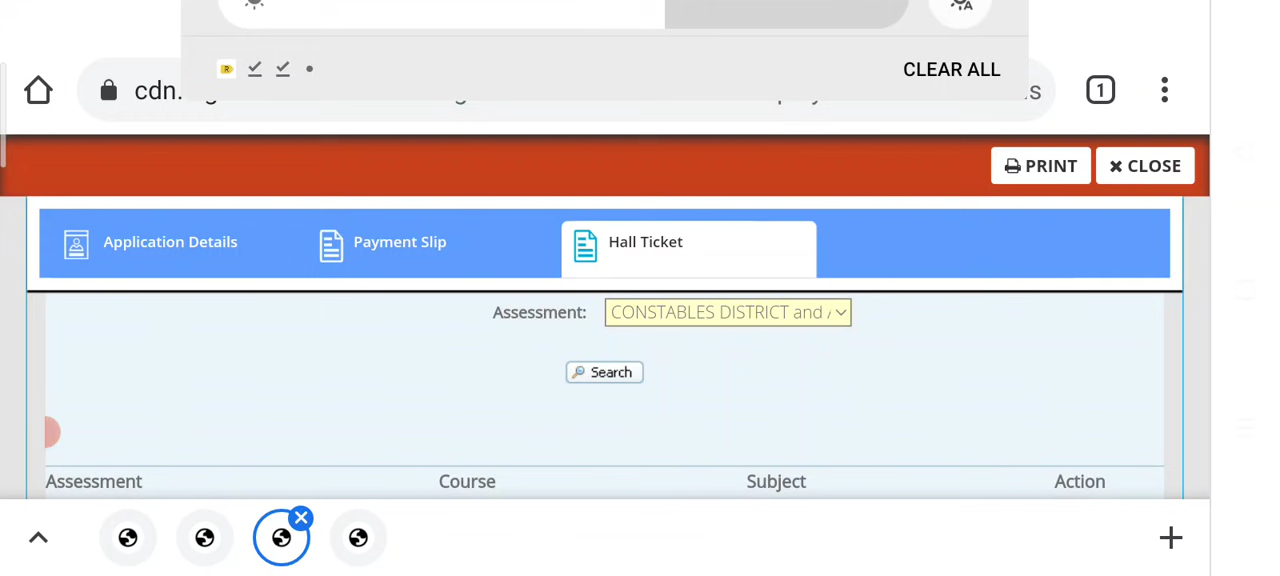 CLEAR ALL
cdn.
s
1
PRINT
CLOSE
Application Details
Payment Slip
Hall Ticket
Assessment:
CONSTABLES DISTRICT and
Search
Assessment Course Subject Action